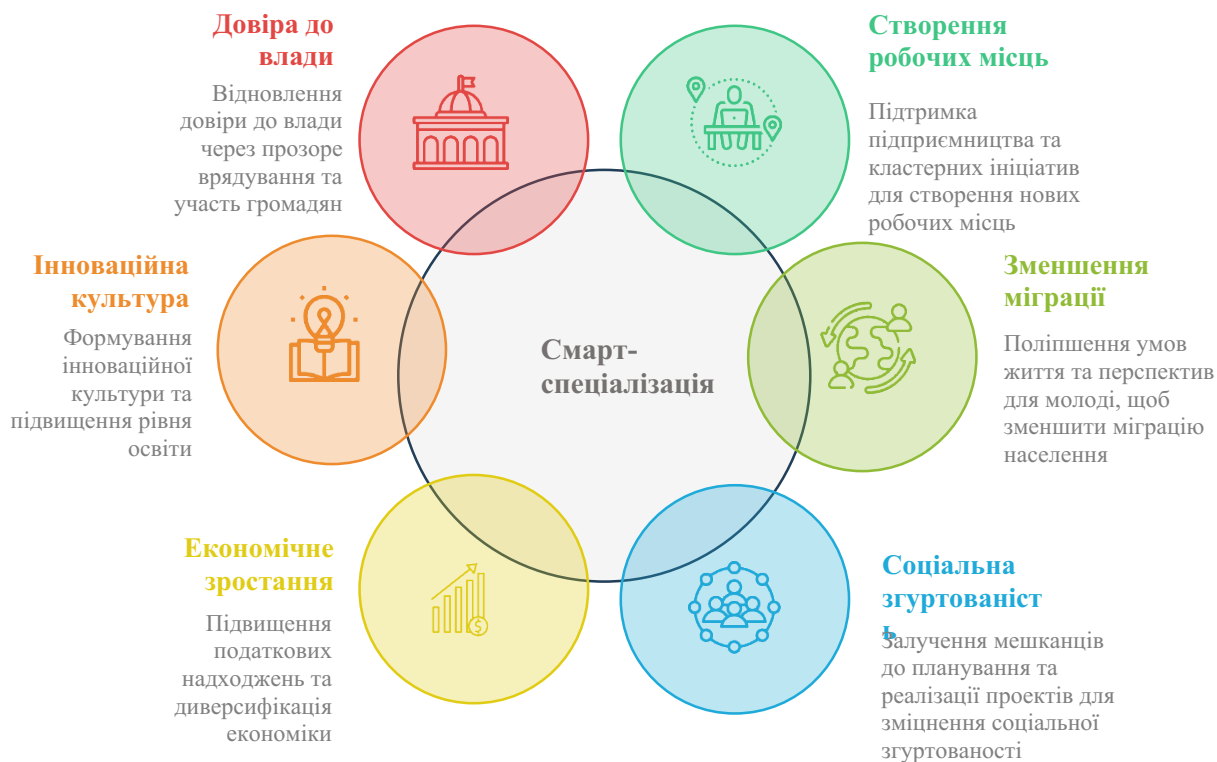 Довіра до
влади
Відновлення
довіри до влади
через прозоре
врядування та
участь громадян
Створення
робочих місць
Підтримка
підприємництва та
кластерних ініціатив
для створення нових
робочих місць
Інноваційна
культура
Формування
інноваційної
культури та
підвищення рівня
освіти
Смарт-
спеціалізація
Зменшення
міграції
Поліпшення умов
життя та перспектив
для молоді, щоб
зменшити міграцію
населення
Економічне
зростання
Підвищення
податкових
надходжень та
диверсифікація
економіки
$
Соціальна
згуртованіст
ь
Залучення мешканців
до планування та
реалізації проектів для
зміцнення соціальної
згуртованості